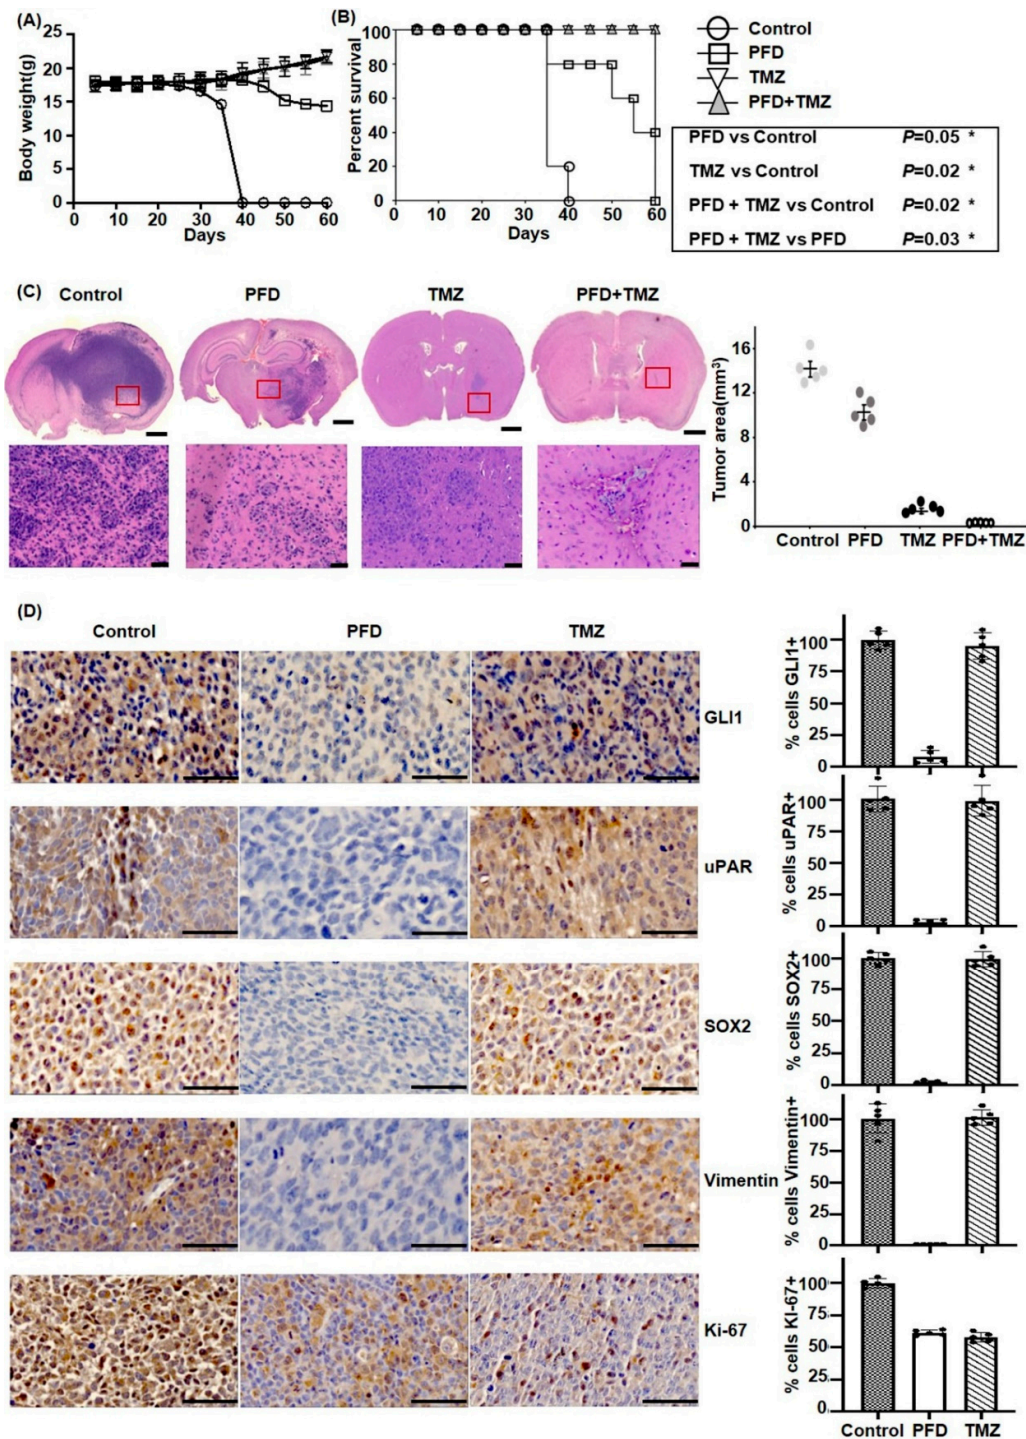 (A)
Body weight(g)
25
20
15
10
5
0
0 10 20 30 40 50 60
Days
(B)
Percent survival
100
80
60
40
20
0
0 10 20 30 40 50 60
Days
Control
PFD
TMZ
PFD+TMZ
PFD vs Control P=0.05 *
TMZ vs Control P=0.02 *
PFD + TMZ vs Control P=0.02 *
PFD + TMZ vs PFD P=0.03 *
(C)
Control PFD TMZ PFD+TMZ
Tumor area(mm³)
16
12
8
4
0
Control PFD TMZ PFD+TMZ
(D)
Control PFD TMZ
GLI1
% cells GLI1+
100
75
50
25
0
uPAR
% cells uPAR+
100
75
50
25
0
SOX2
% cells SOX2+
100
75
50
25
0
Vimentin
% cells Vimentin+
100
75
50
25
0
Ki-67
% cells KI-67+
100
75
50
25
0
Control PFD TMZ